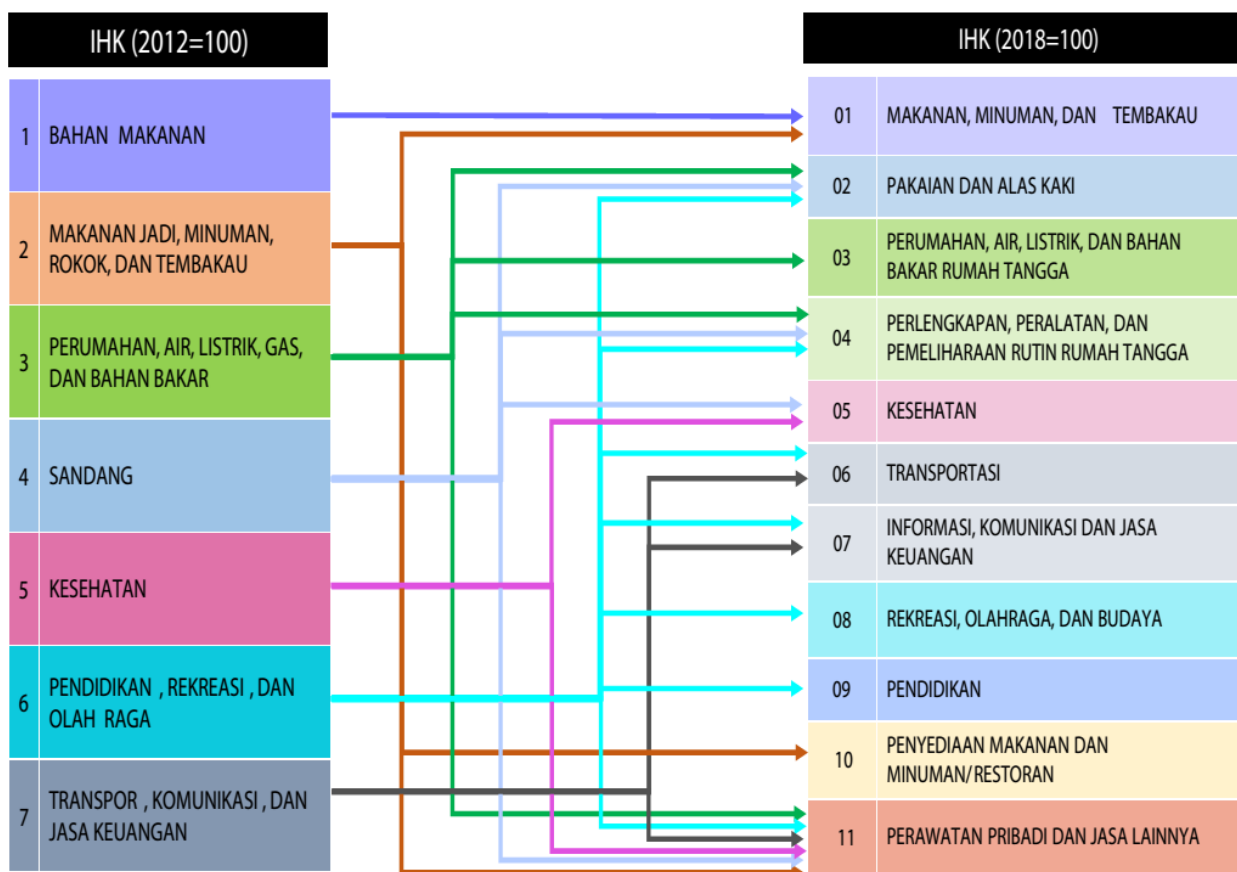 IHK (2012=100)
1 BAHAN MAKANAN
2 MAKANAN JADI, MINUMAN,
ROKOK, DAN TEMBAKAU
3 PERUMAHAN, AIR, LISTRIK, GAS,
DAN BAHAN BAKAR
4 SANDANG
5 KESEHATAN
6 PENDIDIKAN , REKREASI , DAN
OLAH RAGA
7 TRANSPOR , KOMUNIKASI , DAN
JASA KEUANGAN
IHK (2018=100)
01 MAKANAN, MINUMAN, DAN TEMBAKAU
02 PAKAIAN DAN ALAS KAKI
03 PERUMAHAN, AIR, LISTRIK, DAN BAHAN
BAKAR RUMAH TANGGA
04 PERLENGKAPAN, PERALATAN, DAN
PEMELIHARAAN RUTIN RUMAH TANGGA
05 KESEHATAN
06 TRANSPORTASI
07 INFORMASI, KOMUNIKASI DAN JASA
KEUANGAN
08 REKREASI, OLAHRAGA, DAN BUDAYA
09 PENDIDIKAN
10 PENYEDIAAN MAKANAN DAN
MINUMAN/RESTORAN
11 PERAWATAN PRIBADI DAN JASA LAINNYA